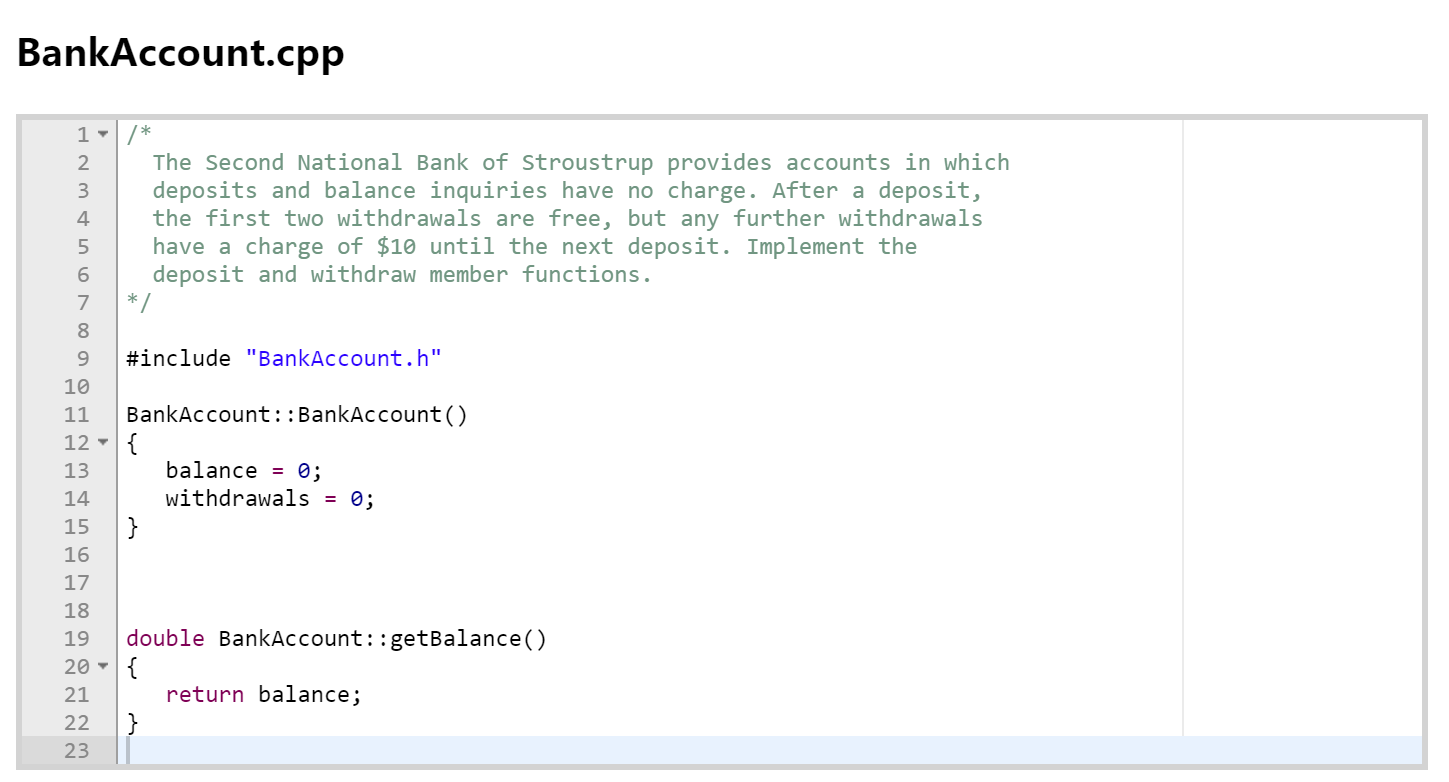 BankAccount.cpp
1 /*
2   The Second National Bank of Stroustrup provides accounts in which
3   deposits and balance inquiries have no charge. After a deposit,
4   the first two withdrawals are free, but any further withdrawals
5   have a charge of $10 until the next deposit. Implement the
6   deposit and withdraw member functions.
7 */
8
9 #include "BankAccount.h"
10
11 BankAccount::BankAccount()
12 {
13    balance = 0;
14    withdrawals = 0;
15 }
16
17
18
19 double BankAccount::getBalance()
20 {
21    return balance;
22 }
23